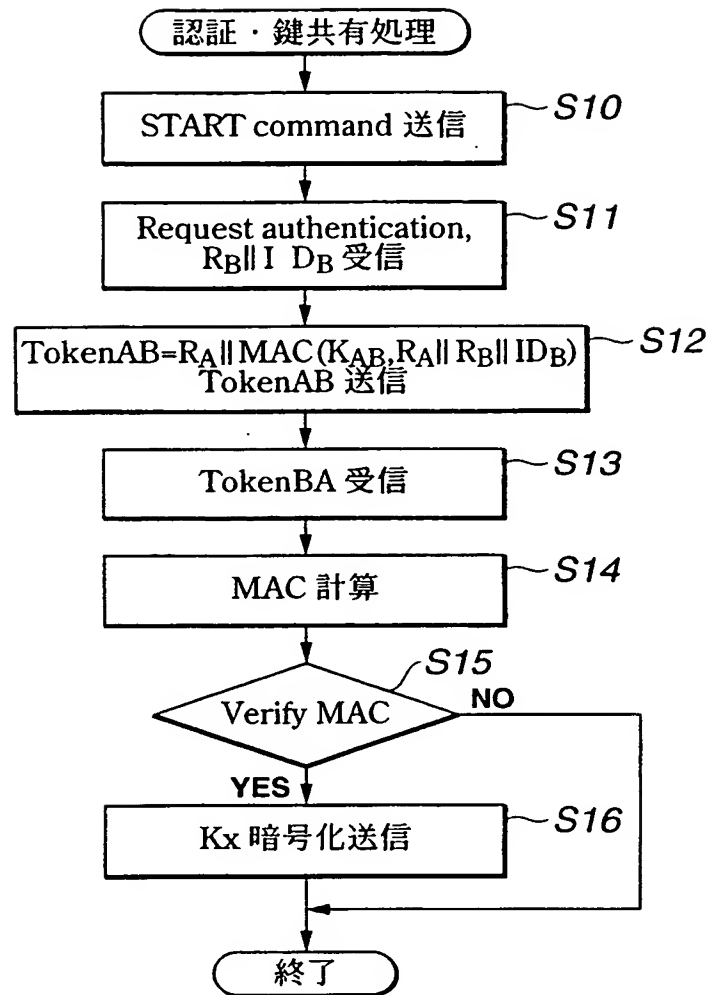 認証・鍵共有処理
START command 送信
S10
Request authentication,
RB||I DB 受信
S11
TokenAB=RA||MAC(KAB,RA||RB||IDB)
TokenAB 送信
S12
TokenBA 受信
S13
MAC 計算
S14
Verify MAC
S15
NO
YES
Kx 暗号化送信
S16
終了